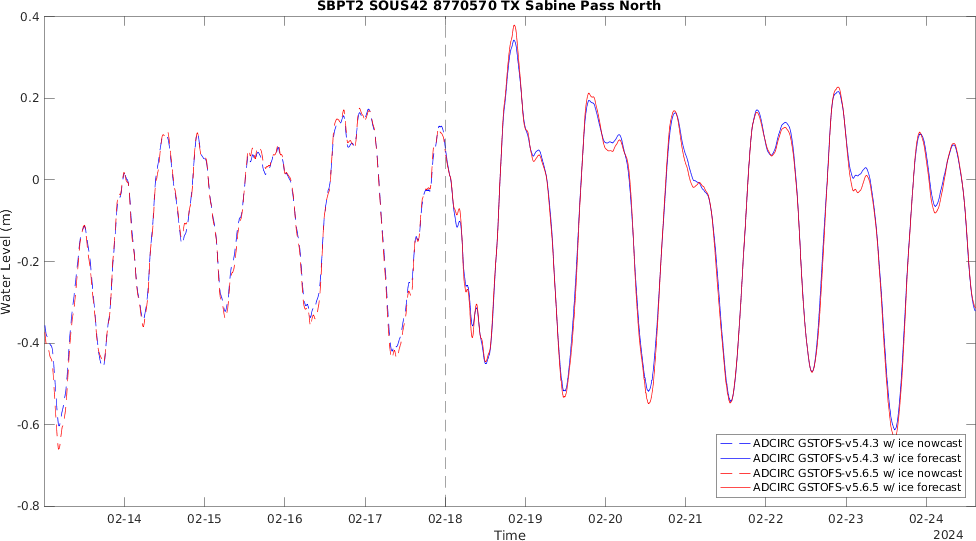 SBPT2 SOUS42 8770570 TX Sabine Pass North
0.4
0.2
0
-0.2
-0.4
-0.6
-0.8
Water Level (m)
02-14 02-15 02-16 02-17 02-18 02-19 02-20 02-21 02-22 02-23 02-24
Time
2024
ADCIRC GSTOFS-v5.4.3 w/ ice nowcast
ADCIRC GSTOFS-v5.4.3 w/ ice forecast
ADCIRC GSTOFS-v5.6.5 w/ ice nowcast
ADCIRC GSTOFS-v5.6.5 w/ ice forecast